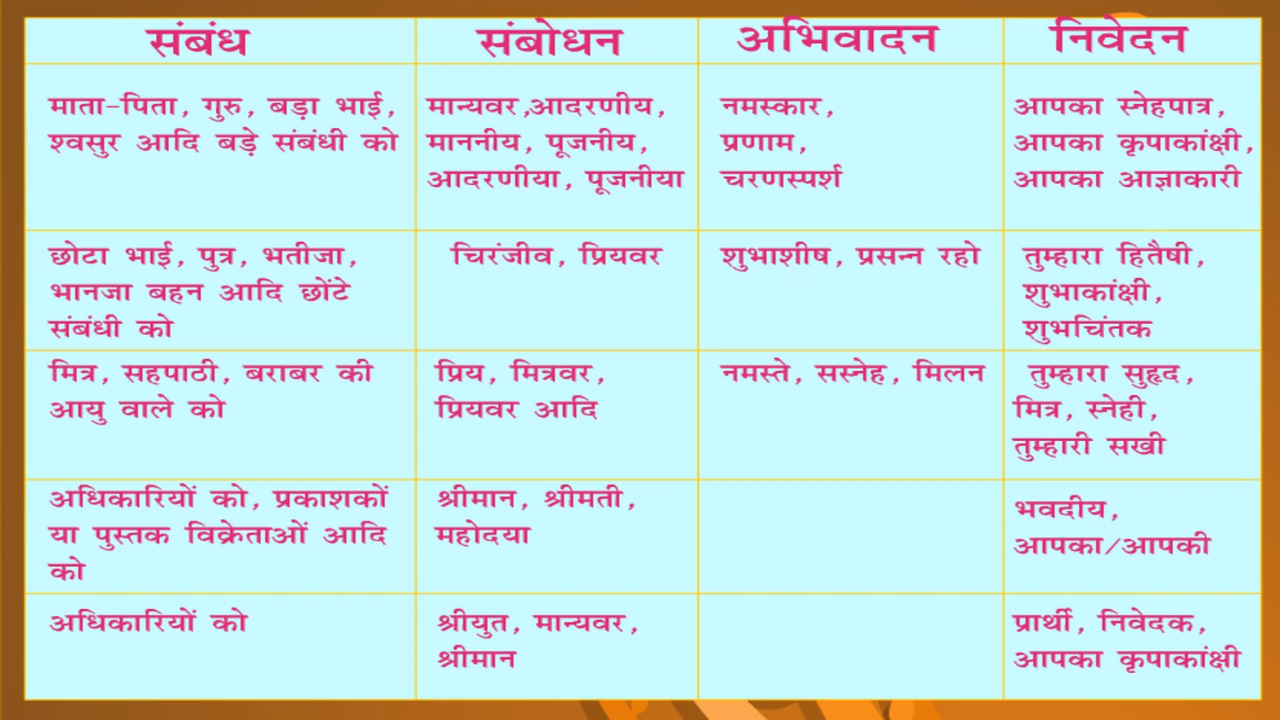 संबंध संबोधन अभिवादन निवेदन
माता-पिता, गुरु, बड़ा भाई,
श्वसुर आदि बड़े संबंधी को
मान्यवर,आदरणीय,
माननीय, पूजनीय,
आदरणीया, पूजनीया
नमस्कार,
प्रणाम,
चरणस्पर्श
आपका स्नेहपात्र,
आपका कृपाकांक्षी,
आपका आज्ञाकारी
छोटा भाई, पुत्र, भतीजा,
भानजा बहन आदि छोंटे
संबंधी को
चिरंजीव, प्रियवर
शुभाशीष, प्रसन्न रहो
तुम्हारा हितैषी,
शुभाकांक्षी,
शुभचिंतक
मित्र, सहपाठी, बराबर की
आयु वाले को
प्रिय, मित्रवर,
प्रियवर आदि
नमस्ते, सस्नेह, मिलन
तुम्हारा सुहृद,
मित्र, स्नेही,
तुम्हारी सखी
अधिकारियों को, प्रकाशकों
या पुस्तक विक्रेताओं आदि
को
श्रीमान, श्रीमती,
महोदया
भवदीय,
आपका/आपकी
अधिकारियों को
श्रीयुत, मान्यवर,
श्रीमान
प्रार्थी, निवेदक,
आपका कृपाकांक्षी